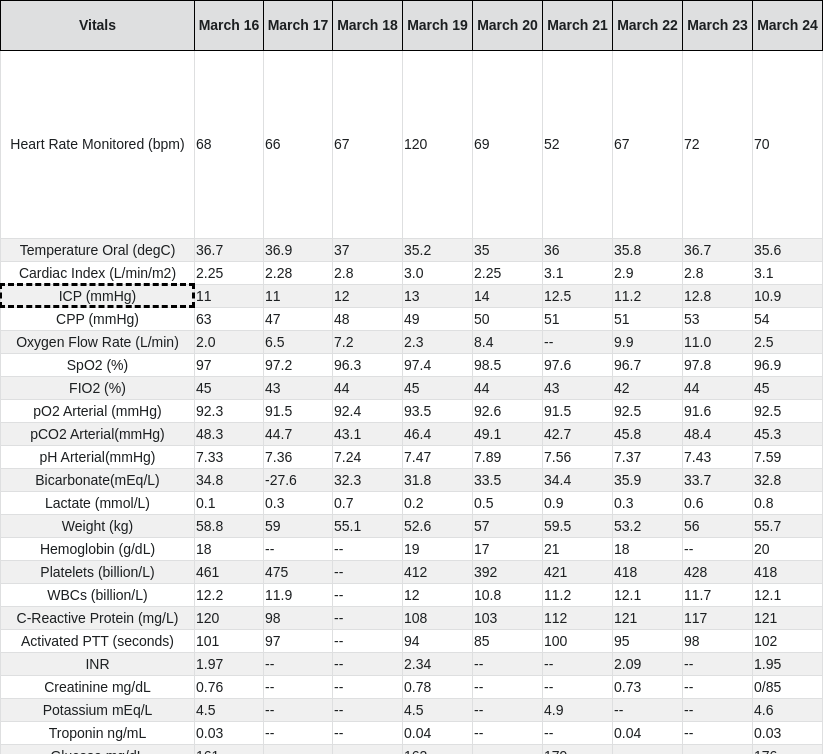 Vitals March 16 March 17 March 18 March 19 March 20 March 21 March 22 March 23 March 24
Heart Rate Monitored (bpm) 68 66 67 120 69 52 67 72 70
Temperature Oral (degC) 36.7 36.9 37 35.2 35 36 35.8 36.7 35.6
Cardiac Index (L/min/m2) 2.25 2.28 2.8 3.0 2.25 3.1 2.9 2.8 3.1
ICP (mmHg) 11 11 12 13 14 12.5 11.2 12.8 10.9
CPP (mmHg) 63 47 48 49 50 51 51 53 54
Oxygen Flow Rate (L/min) 2.0 6.5 7.2 2.3 8.4 -- 9.9 11.0 2.5
SpO2 (%) 97 97.2 96.3 97.4 98.5 97.6 96.7 97.8 96.9
FIO2 (%) 45 43 44 45 44 43 42 44 45
pO2 Arterial (mmHg) 92.3 91.5 92.4 93.5 92.6 91.5 92.5 91.6 92.5
pCO2 Arterial(mmHg) 48.3 44.7 43.1 46.4 49.1 42.7 45.8 48.4 45.3
pH Arterial(mmHg) 7.33 7.36 7.24 7.47 7.89 7.56 7.37 7.43 7.59
Bicarbonate(mEq/L) 34.8 -27.6 32.3 31.8 33.5 34.4 35.9 33.7 32.8
Lactate (mmol/L) 0.1 0.3 0.7 0.2 0.5 0.9 0.3 0.6 0.8
Weight (kg) 58.8 59 55.1 52.6 57 59.5 53.2 56 55.7
Hemoglobin (g/dL) 18 -- -- 19 17 21 18 -- 20
Platelets (billion/L) 461 475 -- 412 392 421 418 428 418
WBCs (billion/L) 12.2 11.9 -- 12 10.8 11.2 12.1 11.7 12.1
C-Reactive Protein (mg/L) 120 98 -- 108 103 112 121 117 121
Activated PTT (seconds) 101 97 -- 94 85 100 95 98 102
INR 1.97 -- -- 2.34 -- -- 2.09 -- 1.95
Creatinine mg/dL 0.76 -- -- 0.78 -- -- 0.73 -- 0/85
Potassium mEq/L 4.5 -- -- 4.5 -- 4.9 -- -- 4.6
Troponin ng/mL 0.03 -- -- 0.04 -- -- 0.04 -- 0.03